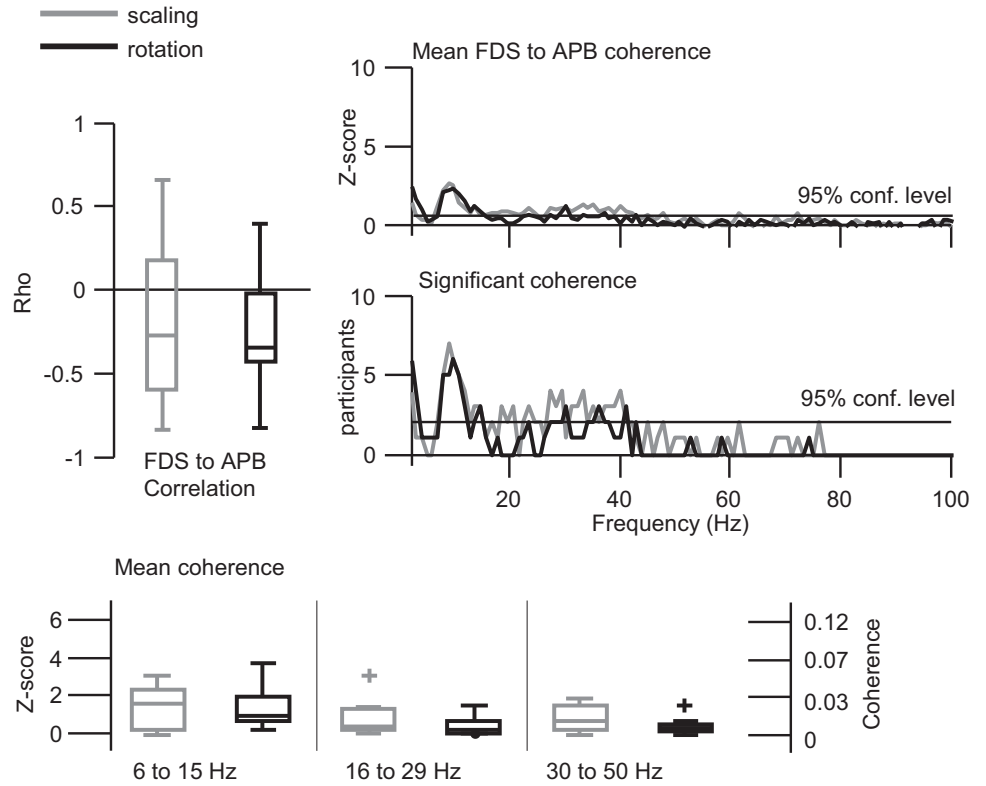 scaling
rotation
Mean FDS to APB coherence
10
5
0
Z-score
95% conf. level
1
0.5
0
-0.5
-1
Rho
FDS to APB
Correlation
Significant coherence
10
5
0
participants
95% conf. level
20 40 60 80 100
Frequency (Hz)
Mean coherence
6
4
2
0
Z-score
0.12
0.07
0.03
0
Coherence
6 to 15 Hz
16 to 29 Hz
30 to 50 Hz